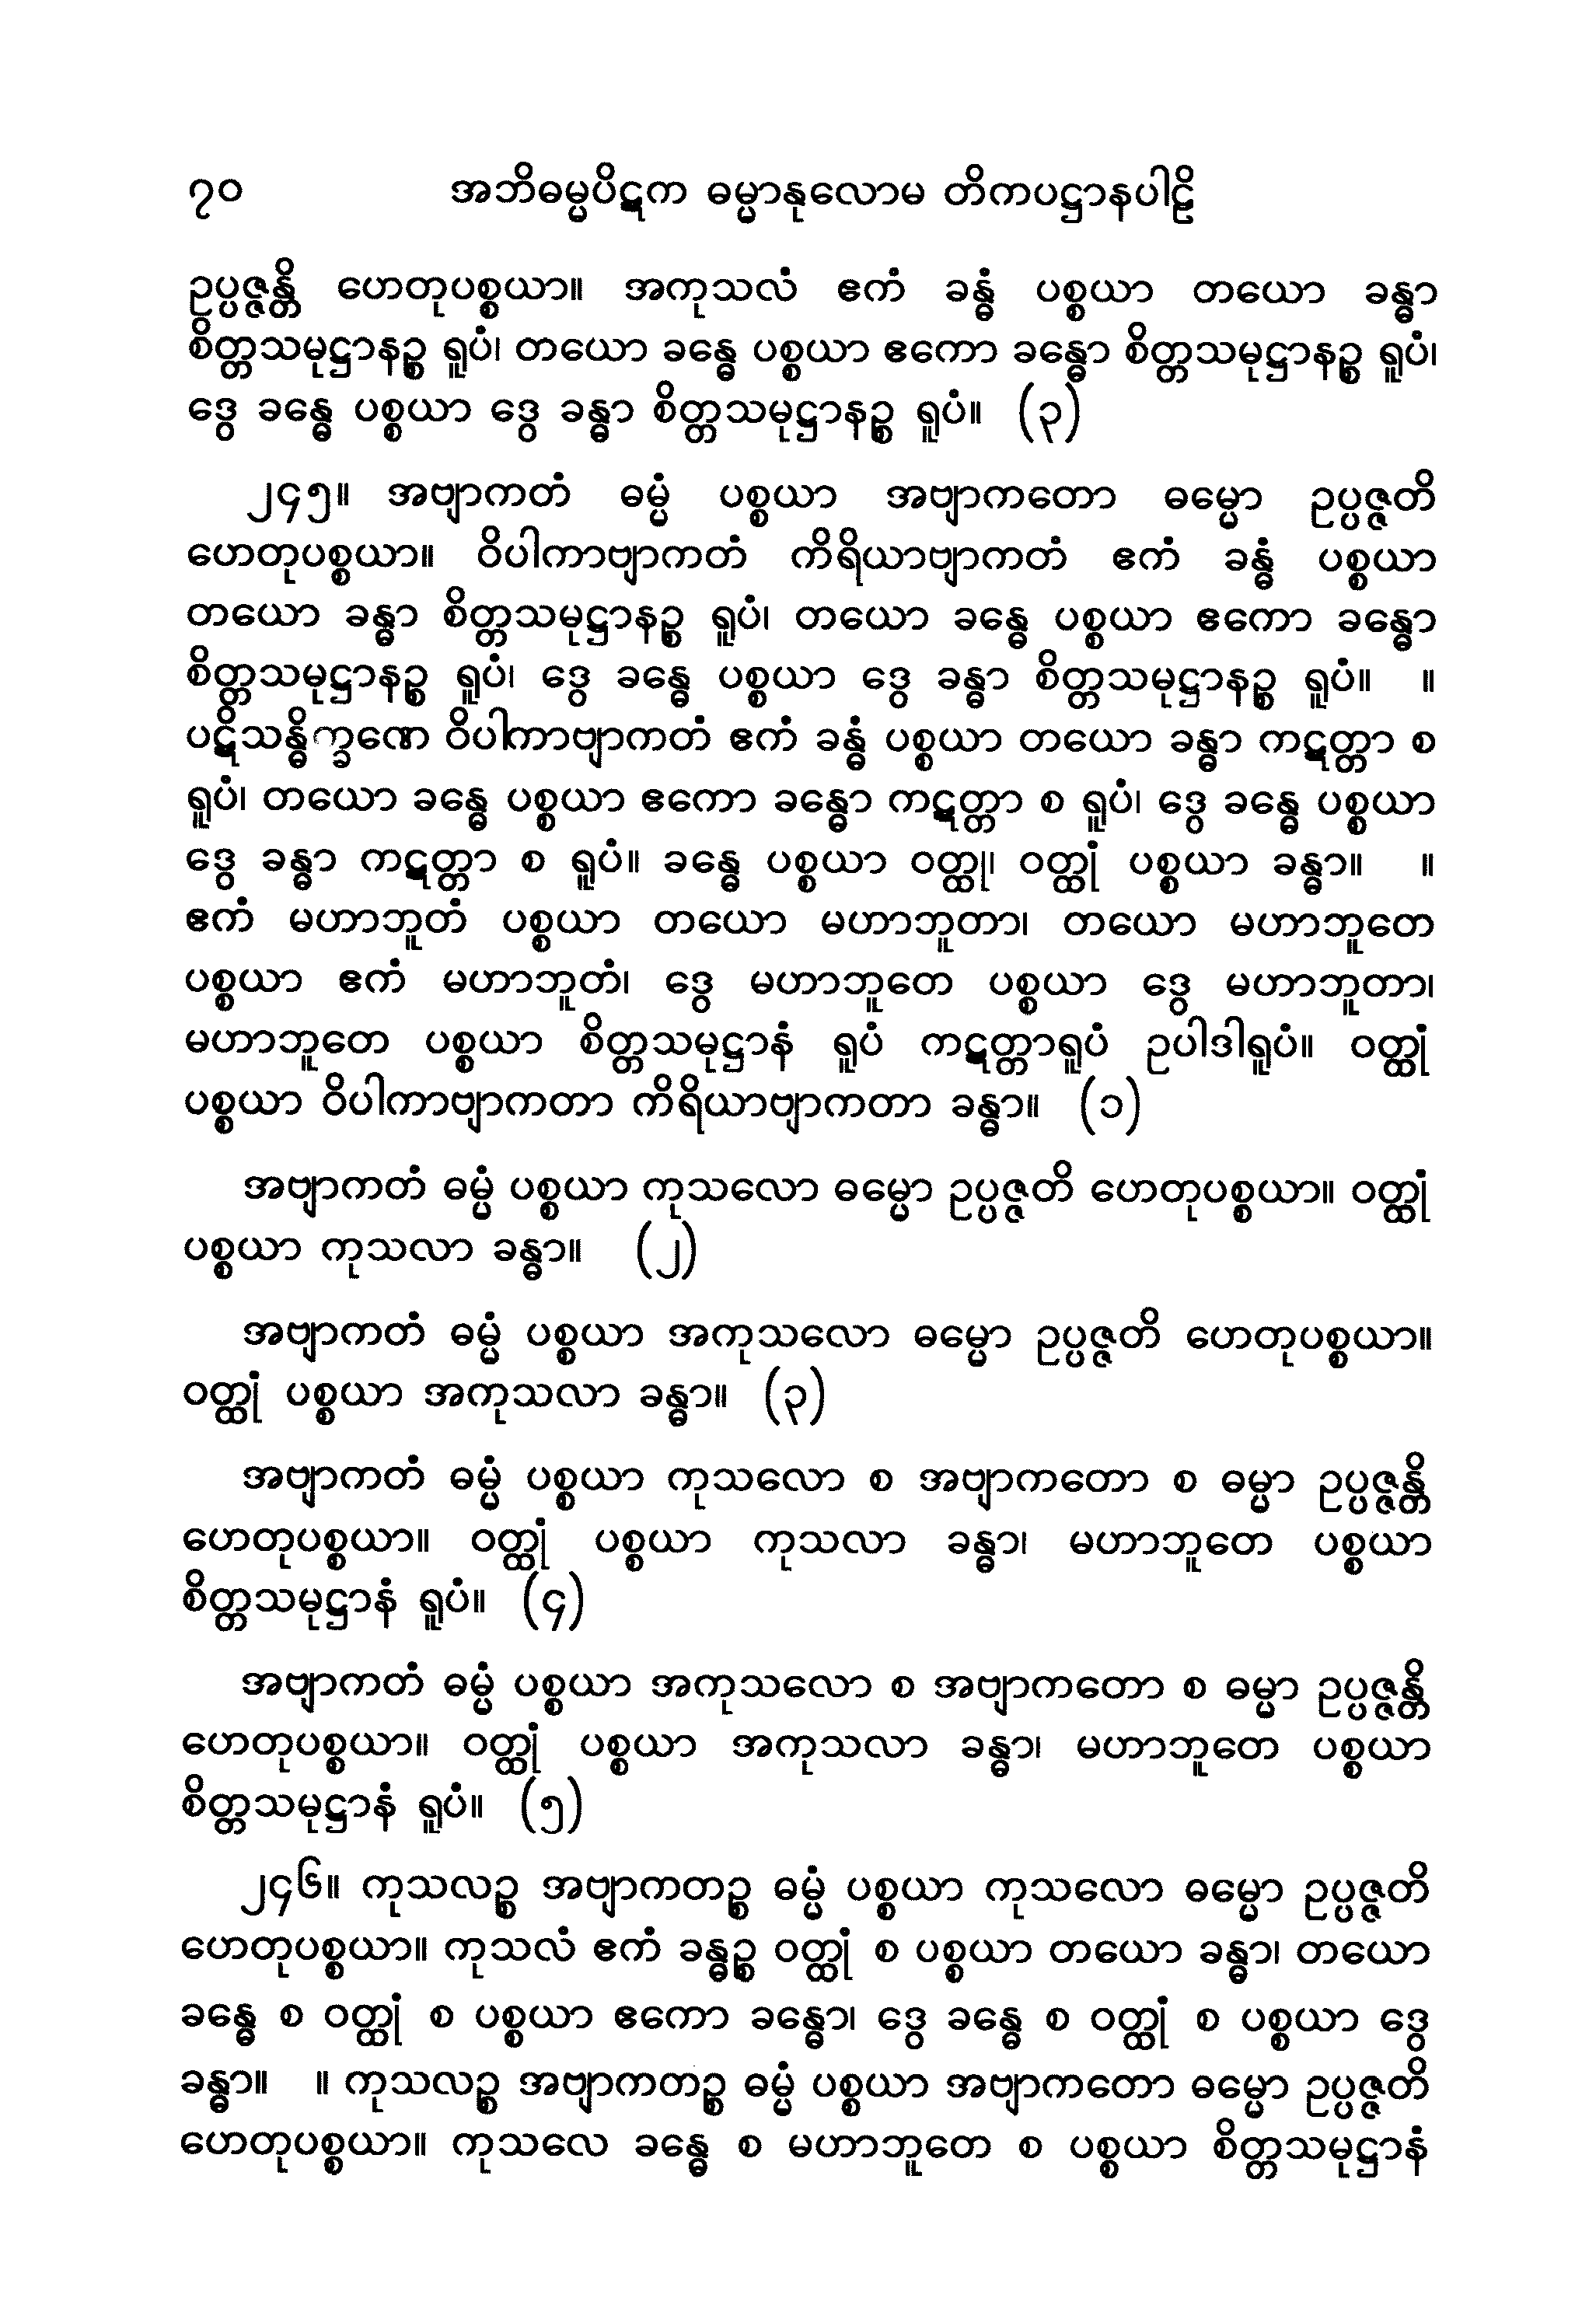 ၇၀ အဘိဓမ္မပိဋက ဓမ္မာနုလောမ တိကပဋ္ဌာနပါဠိ
ဥပ္ပဇ္ဇန္တိ ဟေတုပစ္စယာ။ အကုသလံ ဧကံ ခန္ဓံ ပစ္စယာ တယော ခန္ဓာ
စိတ္တသမုဋ္ဌာနဉ္စ ရူပံ၊ တယော ခန္ဓေ ပစ္စယာ ဧကော ခန္ဓော စိတ္တသမုဋ္ဌာနဉ္စ ရူပံ၊
ဒွေ ခန္ဓေ ပစ္စယာ ဒွေ ခန္ဓာ စိတ္တသမုဋ္ဌာနဉ္စ ရူပံ။ (၃)
၂၄၅။ အဗျာကတံ ဓမ္မံ ပစ္စယာ အဗျာကတော ဓမ္မော ဥပ္ပဇ္ဇတိ
ဟေတုပစ္စယာ။ ဝိပါကာဗျာကတံ ကိရိယာဗျာကတံ ဧကံ ခန္ဓံ ပစ္စယာ
တယော ခန္ဓာ စိတ္တသမုဋ္ဌာနဉ္စ ရူပံ၊ တယော ခန္ဓေ ပစ္စယာ ဧကော ခန္ဓော
စိတ္တသမုဋ္ဌာနဉ္စ ရူပံ၊ ဒွေ ခန္ဓေ ပစ္စယာ ဒွေ ခန္ဓာ စိတ္တသမုဋ္ဌာနဉ္စ ရူပံ။ ။
ပဋိသန္ဓိက္ခဏေ ဝိပါကာဗျာကတံ ဧကံ ခန္ဓံ ပစ္စယာ တယော ခန္ဓာ ကဋတ္တာ စ
ရူပံ၊ တယော ခန္ဓေ ပစ္စယာ ဧကော ခန္ဓော ကဋတ္တာ စ ရူပံ၊ ဒွေ ခန္ဓေ ပစ္စယာ
ဒွေ ခန္ဓာ ကဋတ္တာ စ ရူပံ။ ခန္ဓေ ပစ္စယာ ဝတ္ထု၊ ဝတ္ထုံ ပစ္စယာ ခန္ဓာ။ ။
ဧကံ မဟာဘူတံ ပစ္စယာ တယော မဟာဘူတာ၊ တယော မဟာဘူတေ
ပစ္စယာ ဧကံ မဟာဘူတံ၊ ဒွေ မဟာဘူတေ ပစ္စယာ ဒွေ မဟာဘူတာ၊
မဟာဘူတေ ပစ္စယာ စိတ္တသမုဋ္ဌာနံ ရူပံ ကဋတ္တာရူပံ ဥပါဒါရူပံ။ ဝတ္ထုံ
ပစ္စယာ ဝိပါကာဗျာကတာ ကိရိယာဗျာကတာ ခန္ဓာ။ (၁)
အဗျာကတံ ဓမ္မံ ပစ္စယာ ကုသလော ဓမ္မော ဥပ္ပဇ္ဇတိ ဟေတုပစ္စယာ။ ဝတ္ထုံ
ပစ္စယာ ကုသလာ ခန္ဓာ။ (၂)
အဗျာကတံ ဓမ္မံ ပစ္စယာ အကုသလော ဓမ္မော ဥပ္ပဇ္ဇတိ ဟေတုပစ္စယာ။
ဝတ္ထုံ ပစ္စယာ အကုသလာ ခန္ဓာ။ (၃)
အဗျာကတံ ဓမ္မံ ပစ္စယာ ကုသလော စ အဗျာကတော စ ဓမ္မာ ဥပ္ပဇ္ဇန္တိ
ဟေတုပစ္စယာ။ ဝတ္ထုံ ပစ္စယာ ကုသလာ ခန္ဓာ၊ မဟာဘူတေ ပစ္စယာ
စိတ္တသမုဋ္ဌာနံ ရူပံ။ (၄)
အဗျာကတံ ဓမ္မံ ပစ္စယာ အကုသလော စ အဗျာကတော စ ဓမ္မာ ဥပ္ပဇ္ဇန္တိ
ဟေတုပစ္စယာ။ ဝတ္ထုံ ပစ္စယာ အကုသလာ ခန္ဓာ၊ မဟာဘူတေ ပစ္စယာ
စိတ္တသမုဋ္ဌာနံ ရူပံ။ (၅)
၂၄၆။ ကုသလဉ္စ အဗျာကတဉ္စ ဓမ္မံ ပစ္စယာ ကုသလော ဓမ္မော ဥပ္ပဇ္ဇတိ
ဟေတုပစ္စယာ။ ကုသလံ ဧကံ ခန္ဓဉ္စ ဝတ္ထုံ စ ပစ္စယာ တယော ခန္ဓာ၊ တယော
ခန္ဓေ စ ဝတ္ထုံ စ ပစ္စယာ ဧကော ခန္ဓော၊ ဒွေ ခန္ဓေ စ ဝတ္ထုံ စ ပစ္စယာ ဒွေ
ခန္ဓာ။ ။ ကုသလဉ္စ အဗျာကတဉ္စ ဓမ္မံ ပစ္စယာ အဗျာကတော ဓမ္မော ဥပ္ပဇ္ဇတိ
ဟေတုပစ္စယာ။ ကုသလေ ခန္ဓေ စ မဟာဘူတေ စ ပစ္စယာ စိတ္တသမုဋ္ဌာနံ